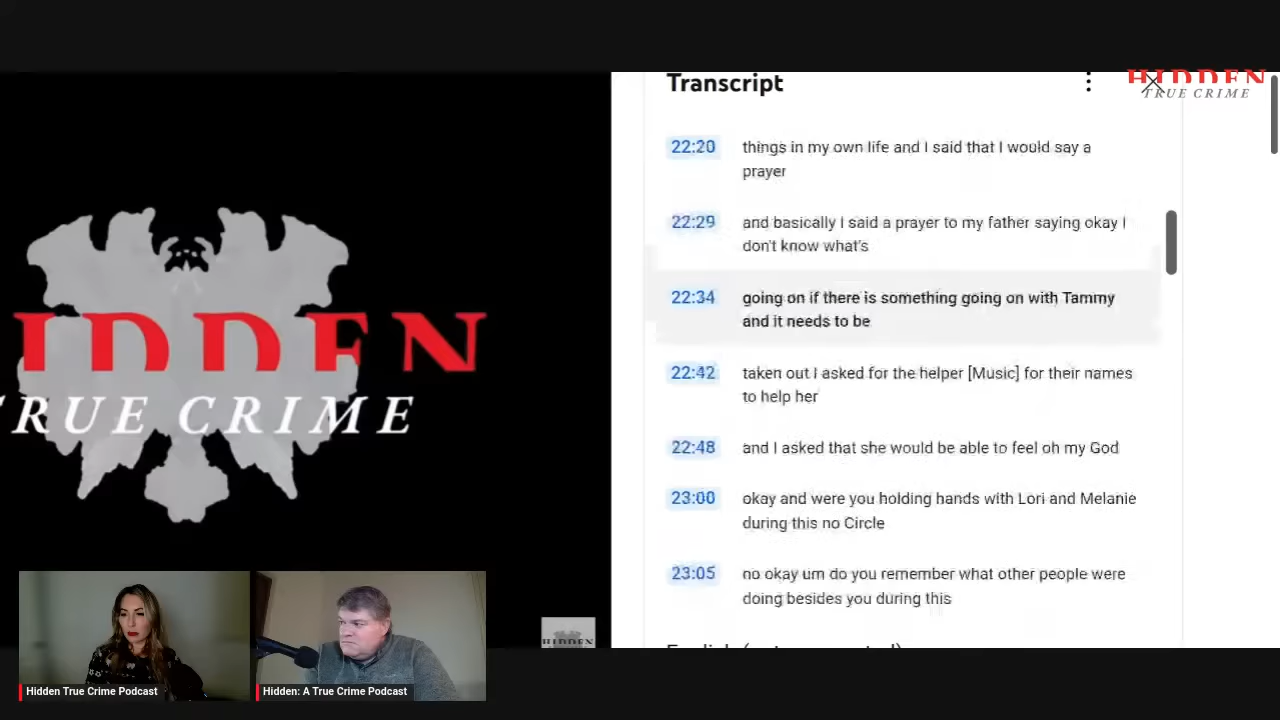 Transcript
HIDDEN
TRUE CRIME
22:20
things in my own life and I said that I would say a
prayer
22:29
and basically I said a prayer to my father saying okay I
don't know what's
22:34
going on if there is something going on with Tammy
and it needs to be
22:42
taken out I asked for the helper [Music] for their names
to help her
22:48
and I asked that she would be able to feel oh my God
23:00
okay and were you holding hands with Lori and Melanie
during this no Circle
23:05
no okay um do you remember what other people were
doing besides you during this
IDDEN
TRUE CRIME
HIDDEN
Hidden True Crime Podcast
Hidden: A True Crime Podcast